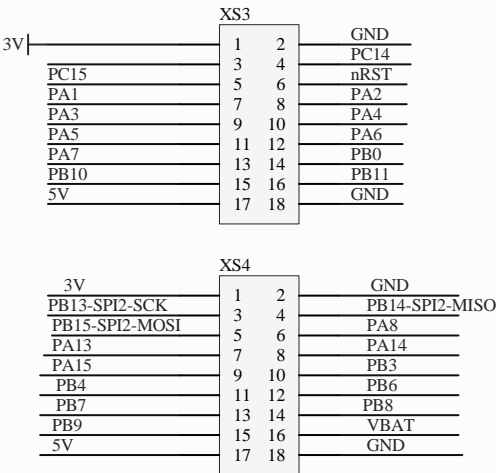 XS3
3V 1 2 GND
3 4 PC14
PC15 5 6 nRST
PA1 7 8 PA2
PA3 9 10 PA4
PA5 11 12 PA6
PA7 13 14 PB0
PB10 15 16 PB11
5V 17 18 GND
XS4
3V 1 2 GND
PB13-SPI2-SCK 3 4 PB14-SPI2-MISO
PB15-SPI2-MOSI 5 6 PA8
PA13 7 8 PA14
PA15 9 10 PB3
PB4 11 12 PB6
PB7 13 14 PB8
PB9 15 16 VBAT
5V 17 18 GND